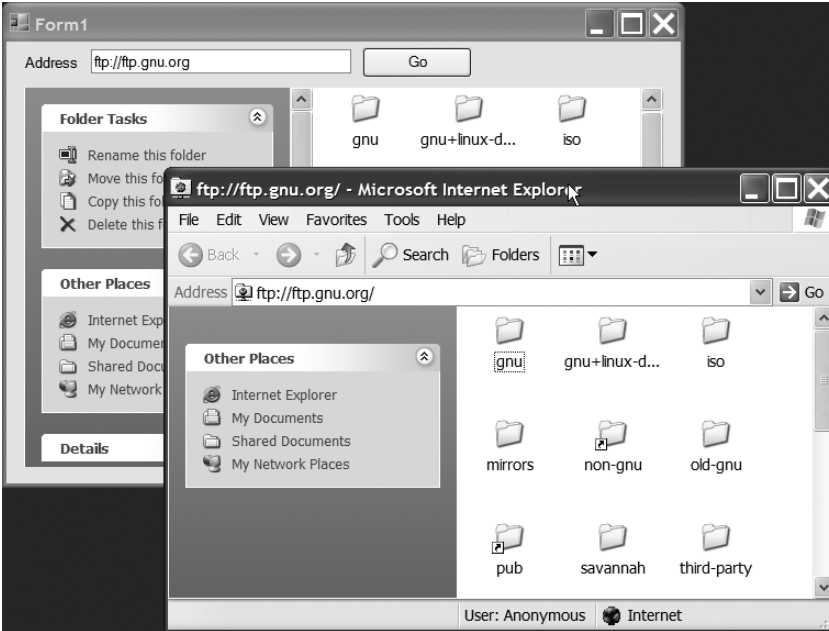 Form1
Address ftp://ftp.gnu.org Go
Folder Tasks
Rename this folder
Move this fo
Copy this fol
Delete this f
Other Places
Internet Exp
My Documen
Shared Docu
My Network
Details
gnu gnu+linux-d... iso
ftp://ftp.gnu.org/ - Microsoft Internet Explorer
File Edit View Favorites Tools Help
Back Search Folders
Address ftp://ftp.gnu.org/ Go
Other Places
Internet Explorer
My Documents
Shared Documents
My Network Places
gnu gnu+linux-d... iso
mirrors non-gnu old-gnu
pub savannah third-party
User: Anonymous Internet